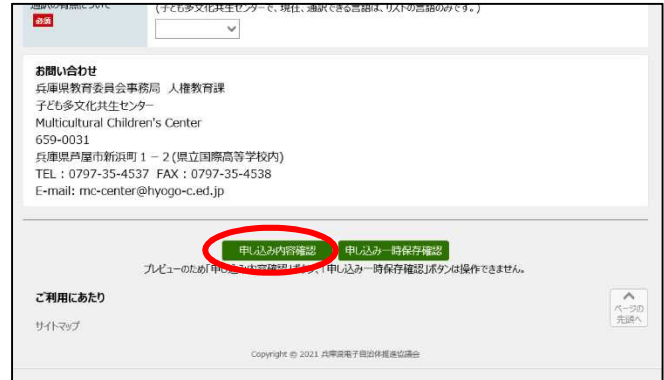 通訳の有無について
(子ども多文化共生センターで、現在、通訳できる言語は、リストの言語のみです。)
必須
お問い合わせ
兵庫県教育委員会事務局 人権教育課
子ども多文化共生センター
Multicultural Children's Center
659-0031
兵庫県芦屋市新浜町1-2(県立国際高等学校内)
TEL:0797-35-4537 FAX:0797-35-4538
E-mail: mc-center@hyogo-c.ed.jp
申し込み内容確認 申し込み一時保存確認
プレビューのため「申し込み内容確認」ボタン、「申し込み一時保存確認」ボタンは操作できません。
ご利用にあたり
ページの
先頭へ
サイトマップ
Copyright © 2021 兵庫県電子自治体推進協議会